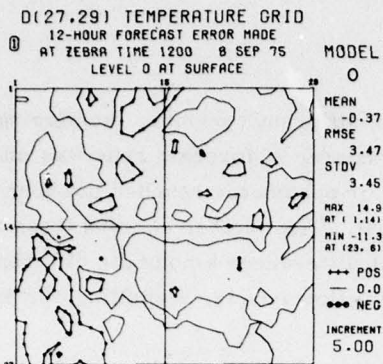 D(27.29) TEMPERATURE GRID
12-HOUR FORECAST ERROR MADE
AT ZEBRA TIME 1200 8 SEP 75
LEVEL 0 AT SURFACE
MODEL
0
1 15 29
14
MEAN
-0.37
RMSE
3.47
STDV
3.45
MAX 14.9
AT ( 1.14)
MIN -11.3
AT (23. 6)
POS
0.0
NEG
INCREMENT
5.00